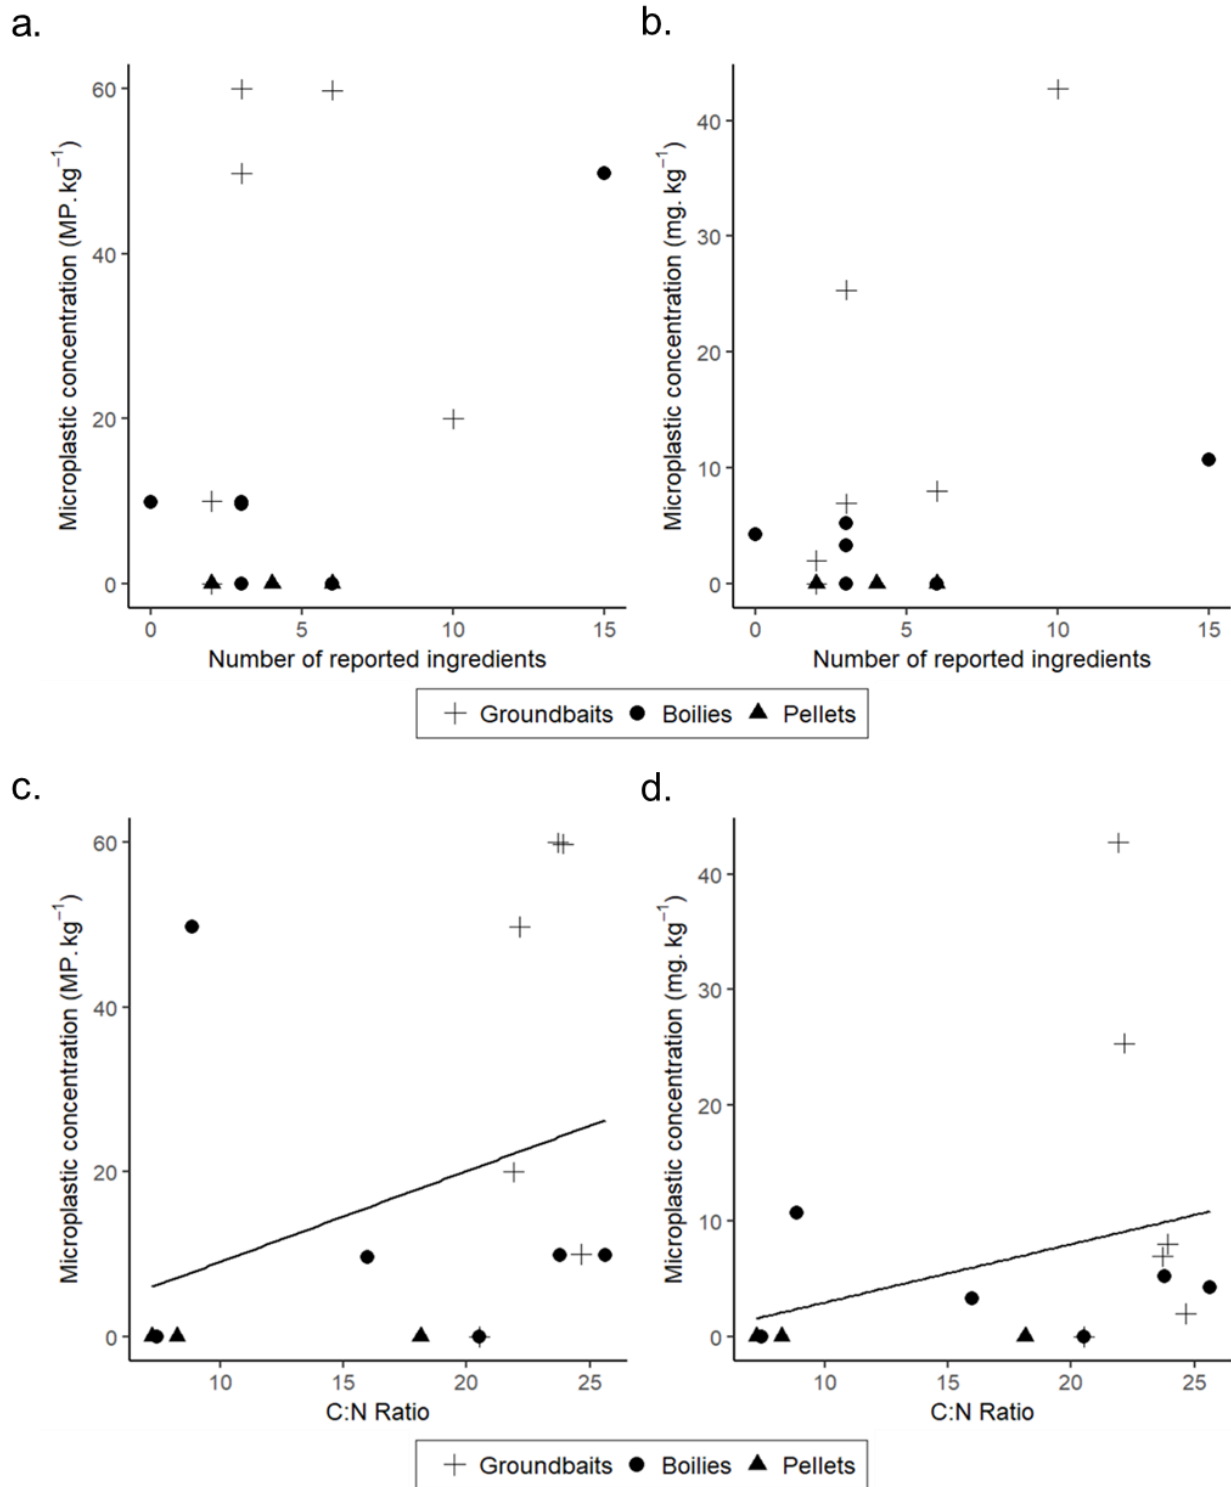 a.
Microplastic concentration (MP. kg⁻¹)
60
40
20
0
0 5 10 15
Number of reported ingredients
b.
Microplastic concentration (mg. kg⁻¹)
40
30
20
10
0
0 5 10 15
Number of reported ingredients
Groundbaits Boilies Pellets
c.
Microplastic concentration (MP. kg⁻¹)
60
40
20
0
10 15 20 25
C:N Ratio
d.
Microplastic concentration (mg. kg⁻¹)
40
30
20
10
0
10 15 20 25
C:N Ratio
Groundbaits Boilies Pellets